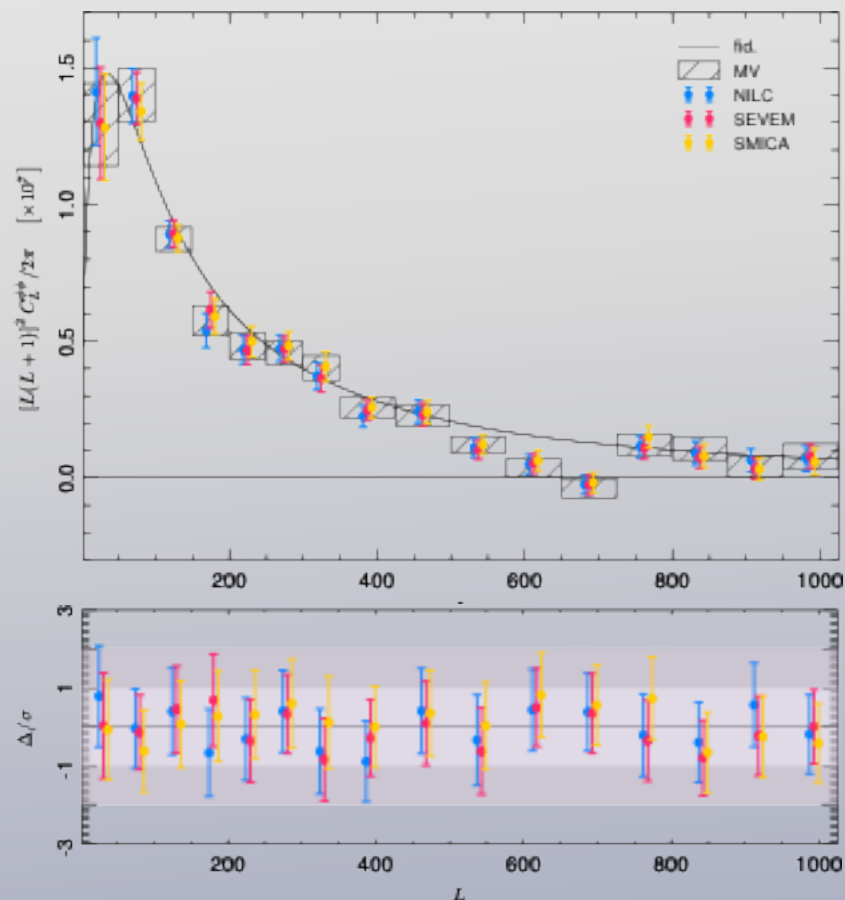 [L(L + 1)]² C_L^{ϕϕ}/2π [×10⁷]
1.5
1.0
0.5
0.0
fid.
MV
NILC
SEVEM
SMICA
200 400 600 800 1000
Δ/σ
3
1
-1
-3
200 400 600 800 1000
L